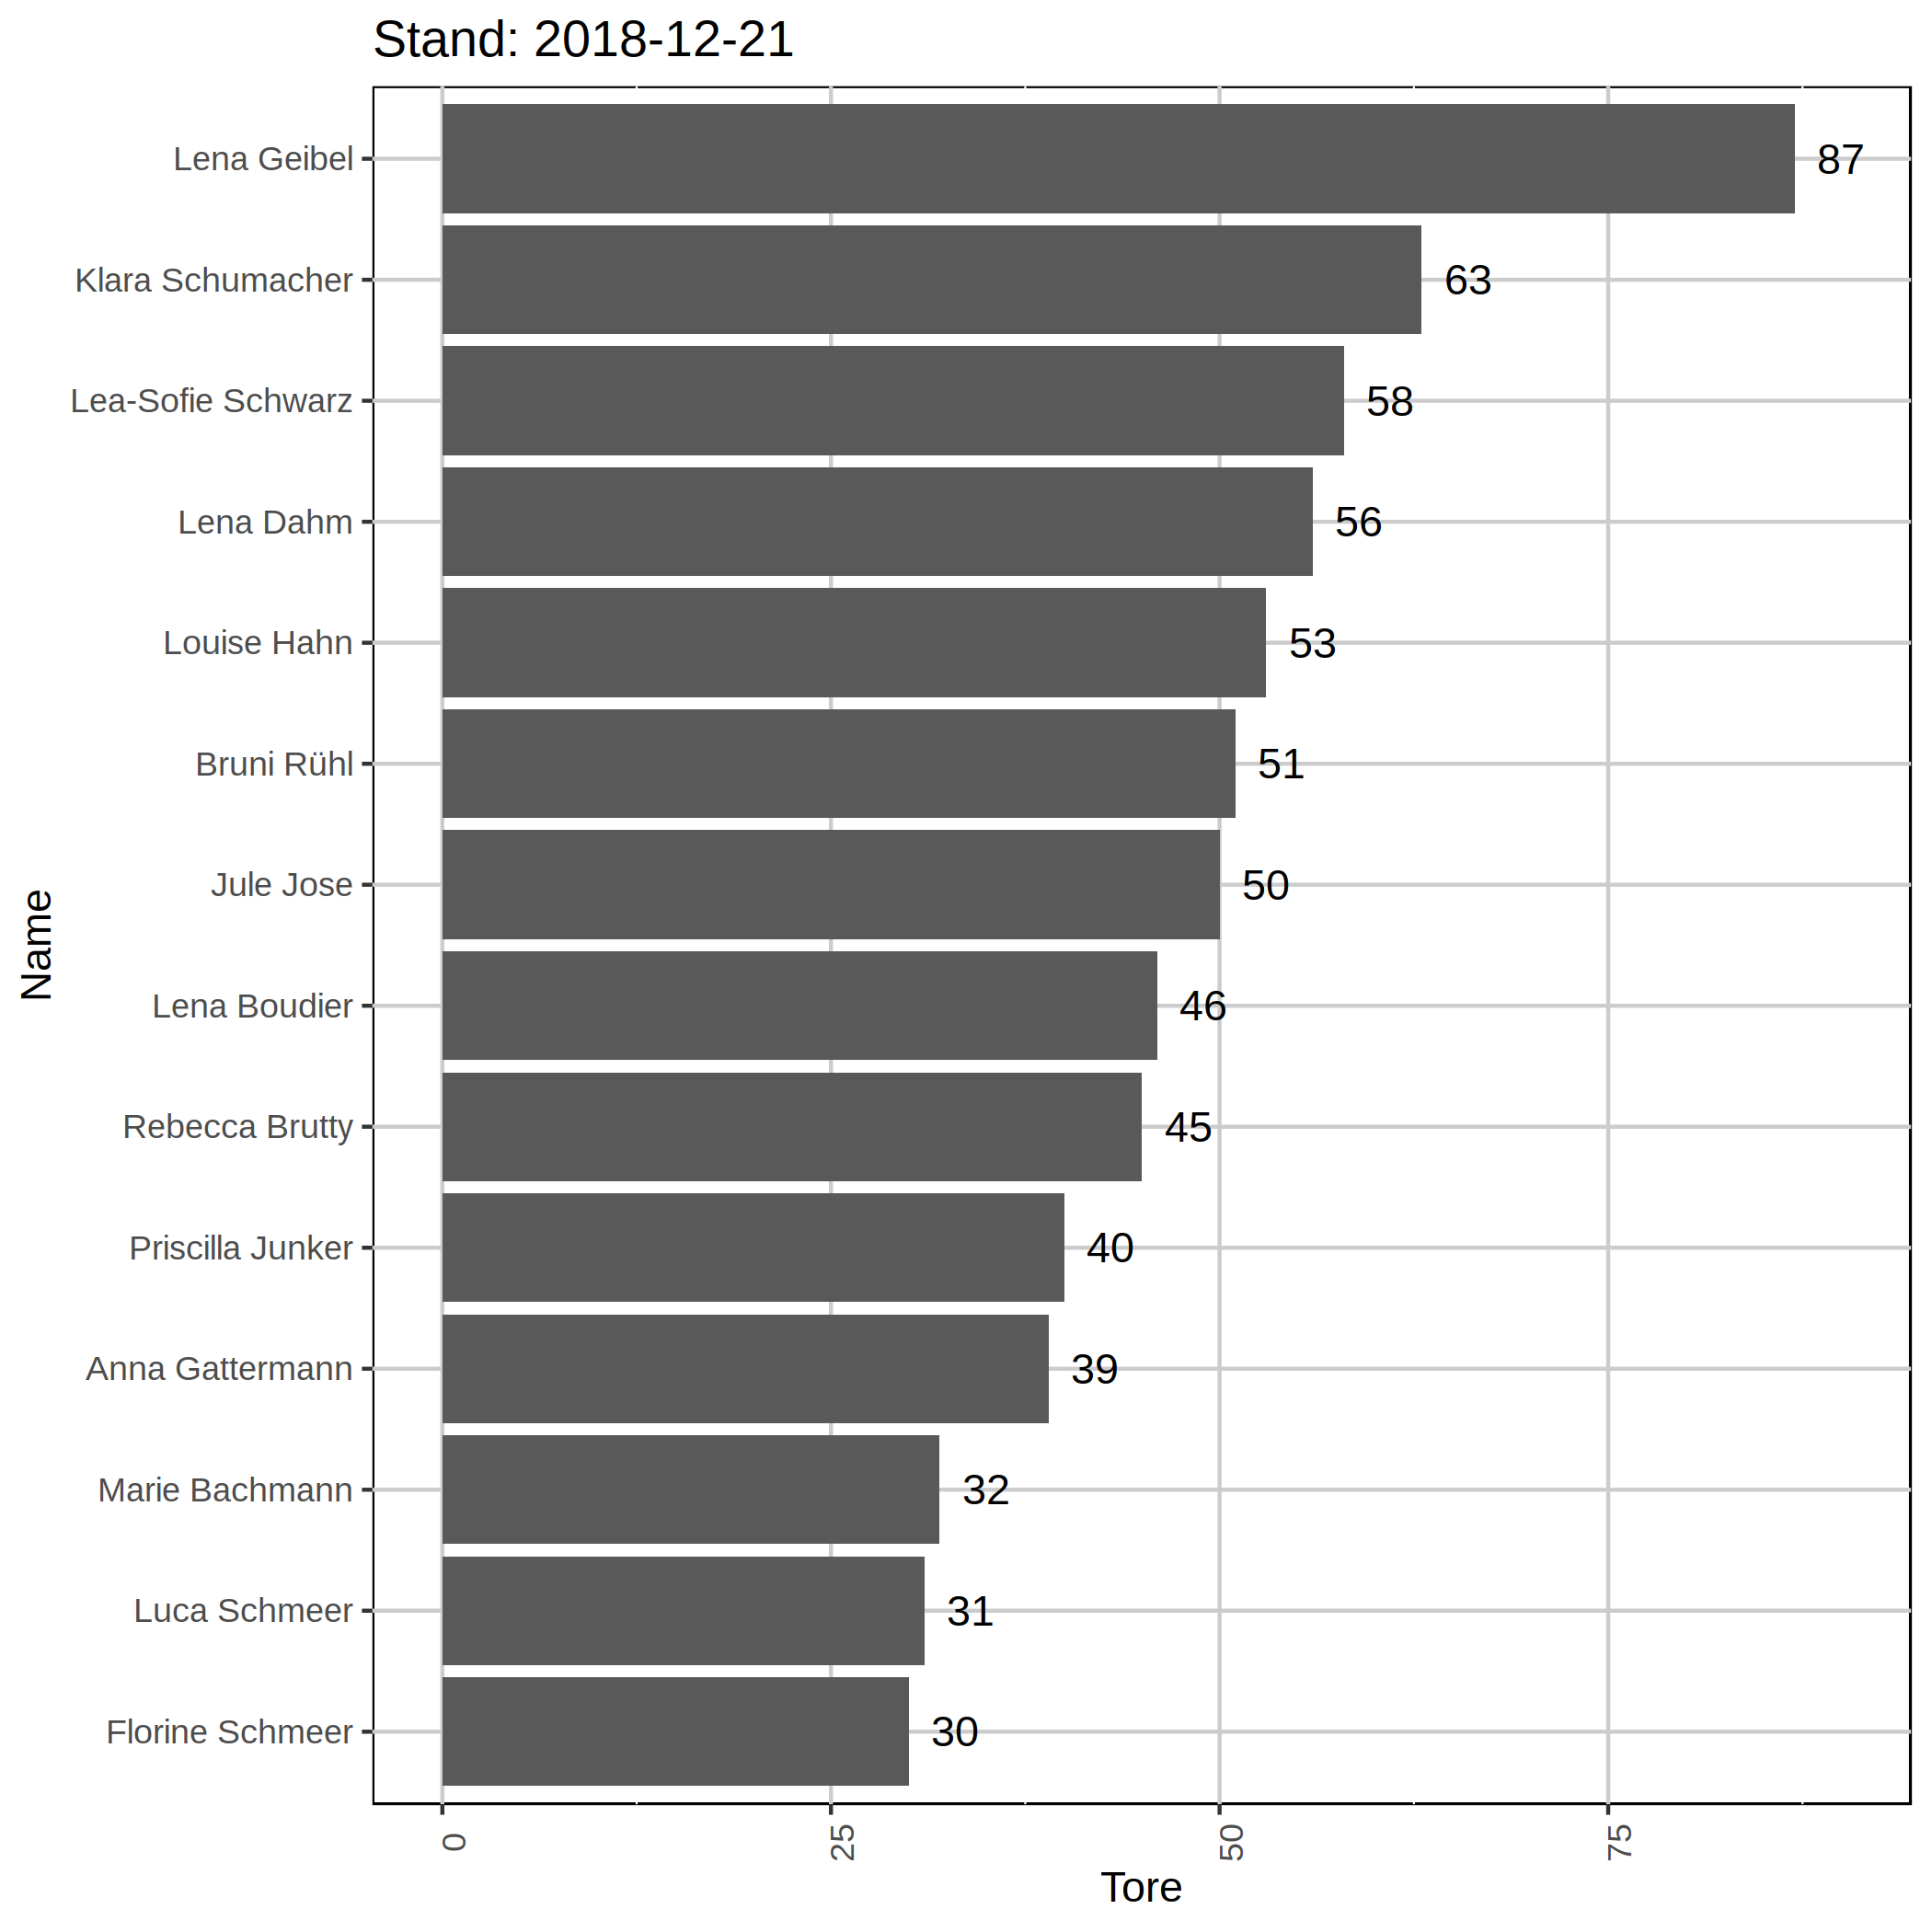 Stand: 2018-12-21
Lena Geibel 87
Klara Schumacher 63
Lea-Sofie Schwarz 58
Lena Dahm 56
Louise Hahn 53
Bruni Rühl 51
Jule Jose 50
Lena Boudier 46
Rebecca Brutty 45
Priscilla Junker 40
Anna Gattermann 39
Marie Bachmann 32
Luca Schmeer 31
Florine Schmeer 30
Name
0 25 50 75
Tore